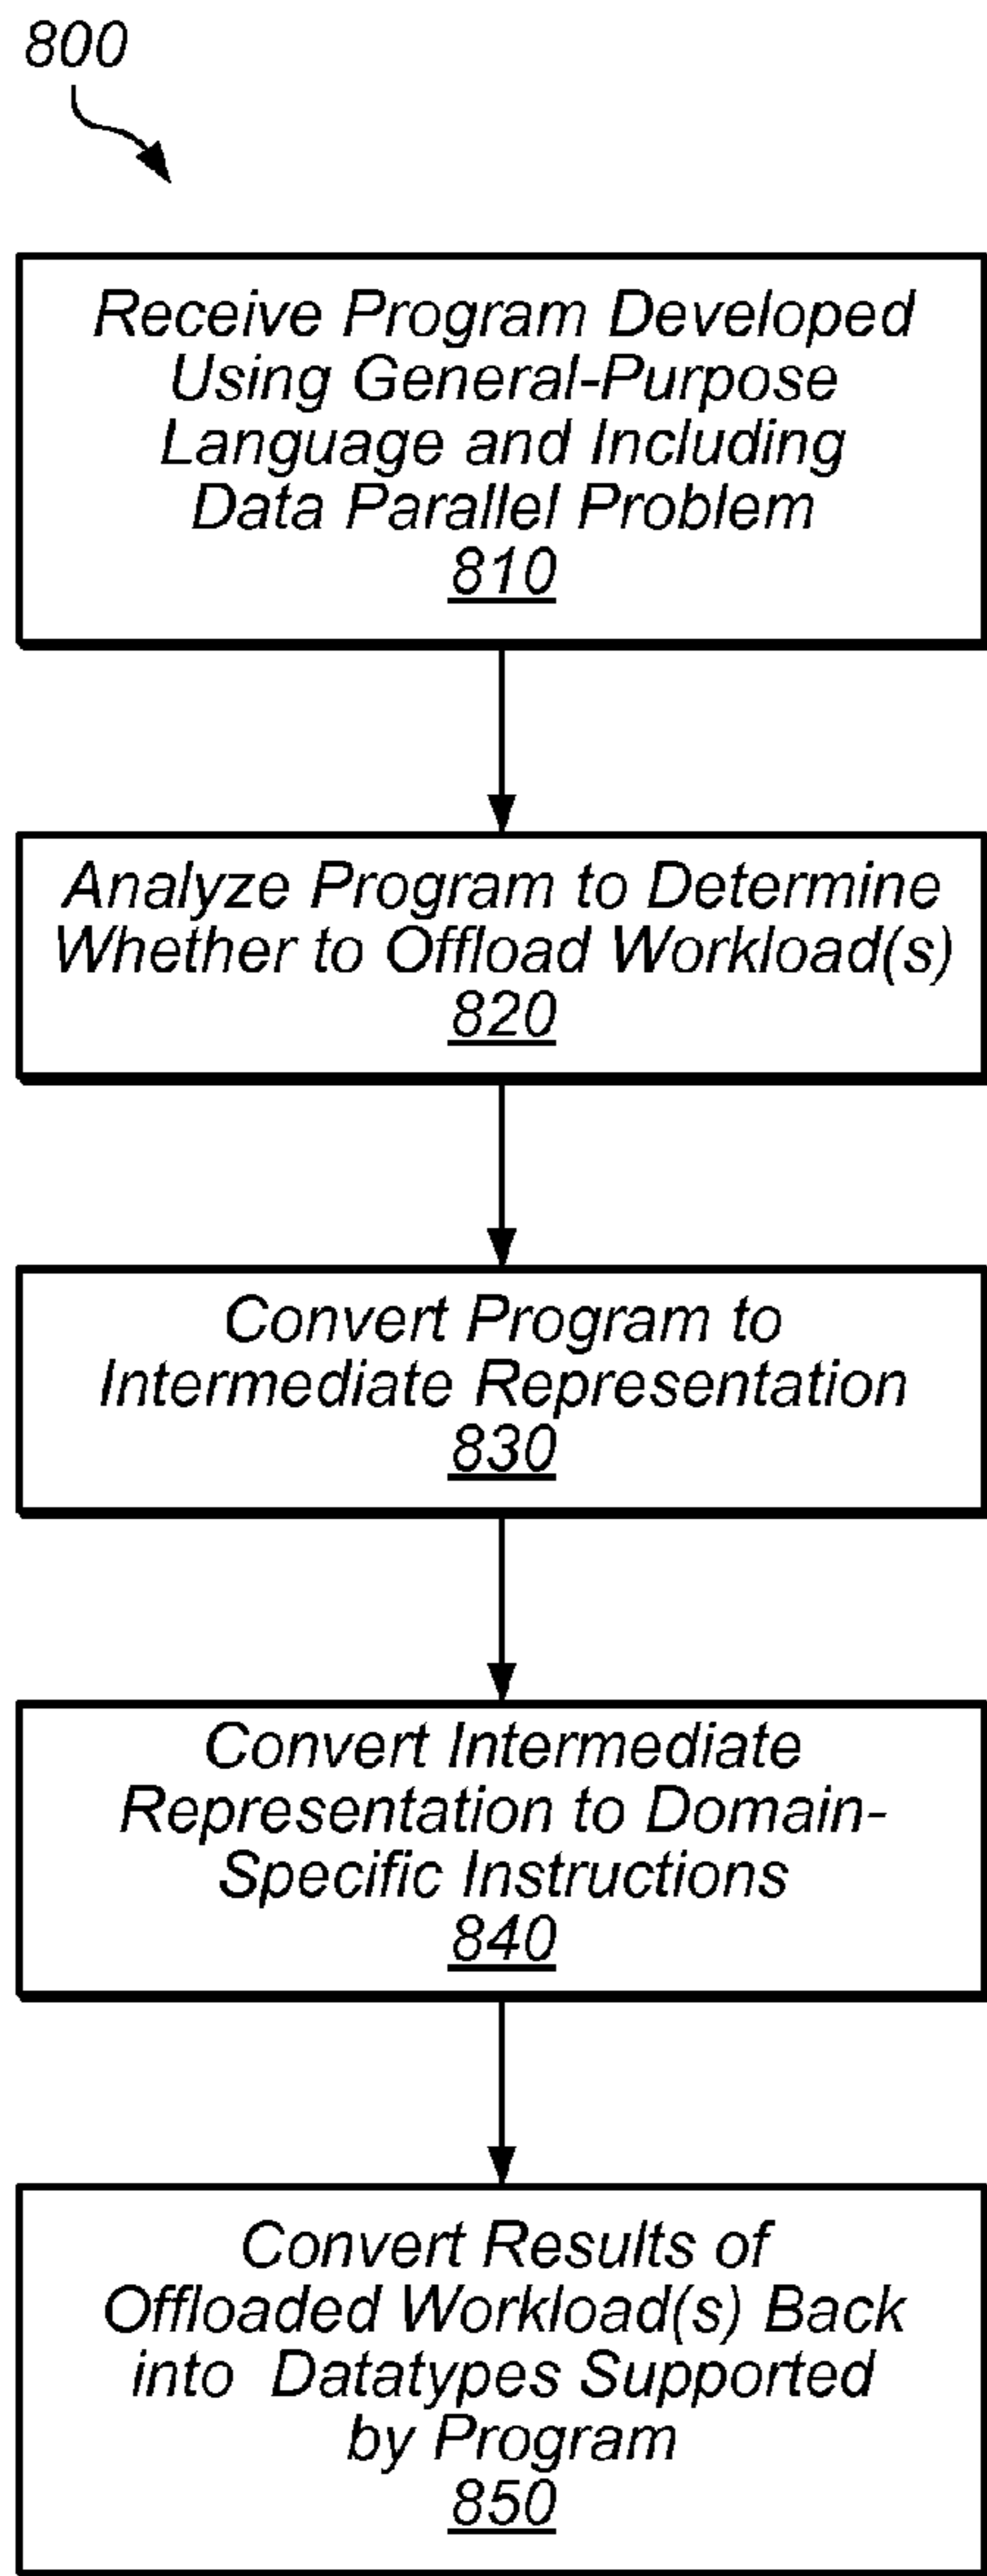 800
Receive Program Developed
Using General-Purpose
Language and Including
Data Parallel Problem
810
Analyze Program to Determine
Whether to Offload Workload(s)
820
Convert Program to
Intermediate Representation
830
Convert Intermediate
Representation to Domain-
Specific Instructions
840
Convert Results of
Offloaded Workload(s) Back
into Datatypes Supported
by Program
850